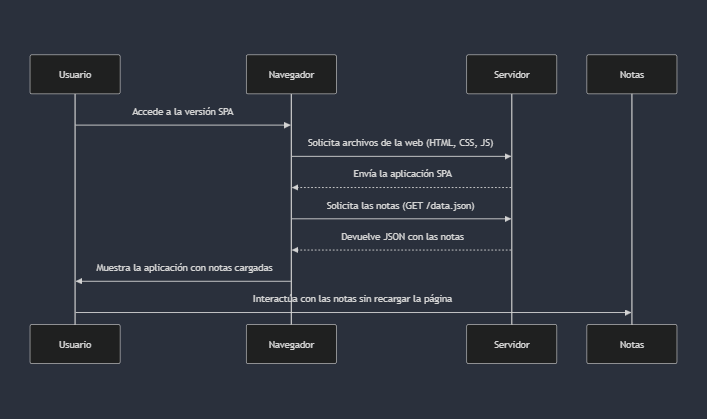 Usuario
Navegador
Servidor
Notas
Accede a la versión SPA
Solicita archivos de la web (HTML, CSS, JS)
Envía la aplicación SPA
Solicita las notas (GET /data.json)
Devuelve JSON con las notas
Muestra la aplicación con notas cargadas
Interactúa con las notas sin recargar la página
Usuario
Navegador
Servidor
Notas